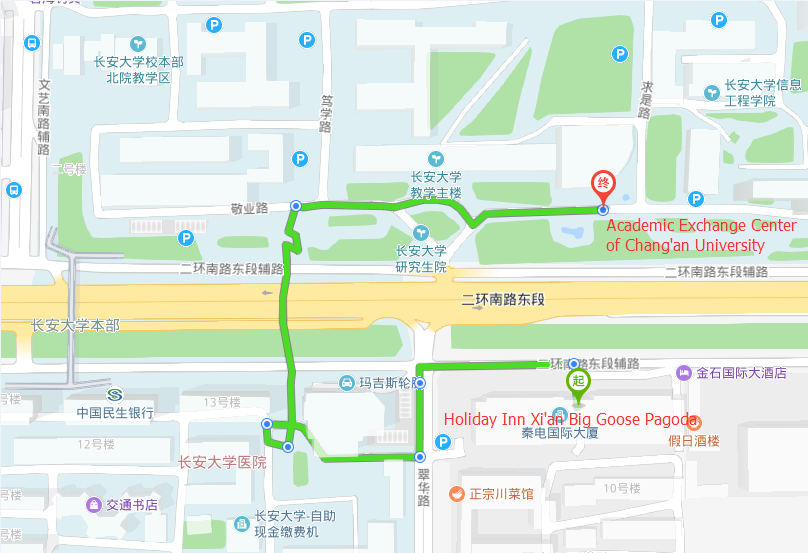 长安大学校本部
北院教学区
文艺南路辅路
笃学路
求是路
长安大学信息
工程学院
二号楼
长安大学
教学主楼
终
敬业路
Academic Exchange Center
of Chang'an University
长安大学
研究生院
二环南路东段辅路
二环南路东段辅路
二环南路东段
长安大学本部
二环南路东段辅路
玛吉斯轮胎
起
金石国际大酒店
13号楼
中国民生银行
Holiday Inn Xi'an Big Goose Pagoda
秦电国际大厦
假日酒楼
12号楼
长安大学医院
翠华路
正宗川菜馆
10号楼
交通书店
长安大学-自助
现金缴费机
P
P
P
P
P
P
P
P